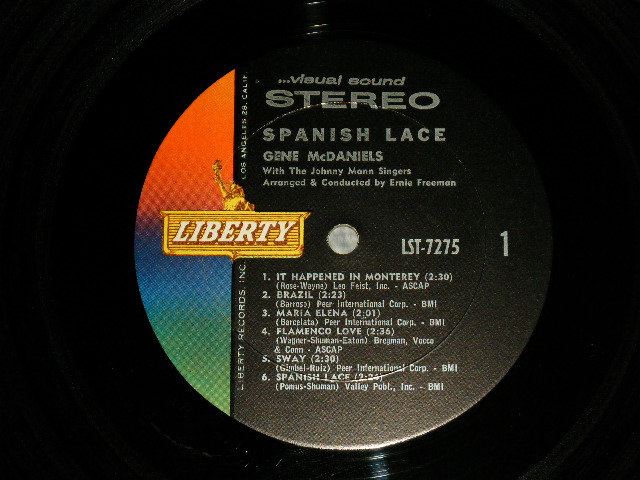 ...visual sound
STEREO
SPANISH LACE
GENE McDANIELS
With The Johnny Mann Singers
Arranged & Conducted by Ernie Freeman
LIBERTY
LST-7275
1
1. IT HAPPENED IN MONTEREY (2:30)
(Rose-Wayne) Leo Feist, Inc. - ASCAP
2. BRAZIL (2:23)
(Barroso) Peer International Corp. - BMI
3. MARIA ELENA (2:01)
(Barcelata) Peer International Corp. - BMI
4. FLAMENCO LOVE (2:36)
(Wagner-Shuman-Eaton) Bregman, Vocco
& Conn - ASCAP
5. SWAY (2:30)
(Gimbel-Ruiz) Peer International Corp. - BMI
6. SPANISH LACE (2:26)
(Pomus-Shuman) Valley Publ., Inc. - BMI
LIBERTY RECORDS, INC.
LOS ANGELES 28, CALIF.